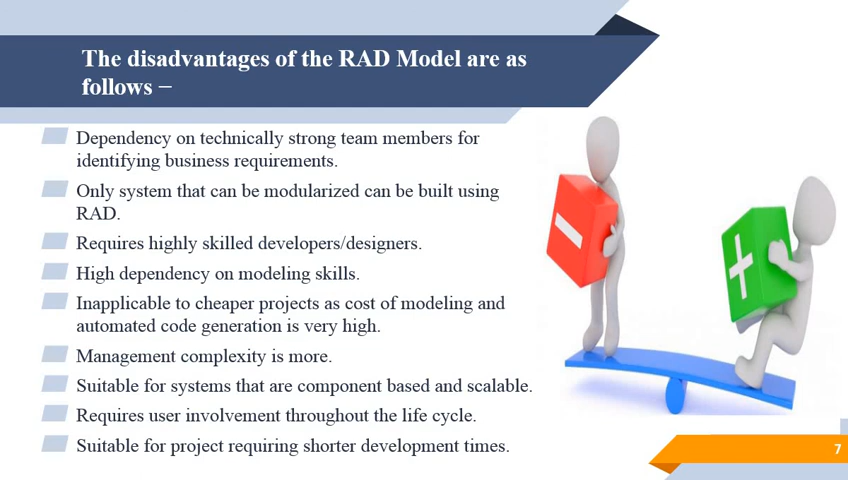 The disadvantages of the RAD Model are as
follows −
Dependency on technically strong team members for
identifying business requirements.
Only system that can be modularized can be built using
RAD.
Requires highly skilled developers/designers.
High dependency on modeling skills.
Inapplicable to cheaper projects as cost of modeling and
automated code generation is very high.
Management complexity is more.
Suitable for systems that are component based and scalable.
Requires user involvement throughout the life cycle.
Suitable for project requiring shorter development times.
7